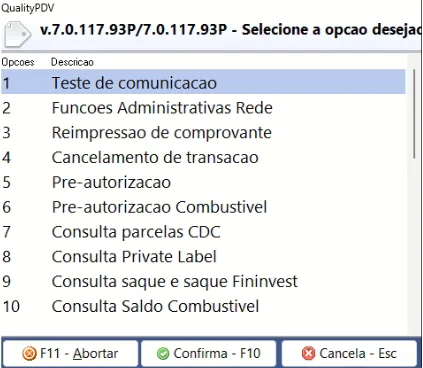 QualityPDV
v.7.0.117.93P/7.0.117.93P - Selecione a opcao desejac
Opcoes Descricao
1 Teste de comunicacao
2 Funcoes Administrativas Rede
3 Reimpressao de comprovante
4 Cancelamento de transacao
5 Pre-autorizacao
6 Pre-autorizacao Combustivel
7 Consulta parcelas CDC
8 Consulta Private Label
9 Consulta saque e saque Fininvest
10 Consulta Saldo Combustivel
F11 - Abortar Confirma - F10 Cancela - Esc